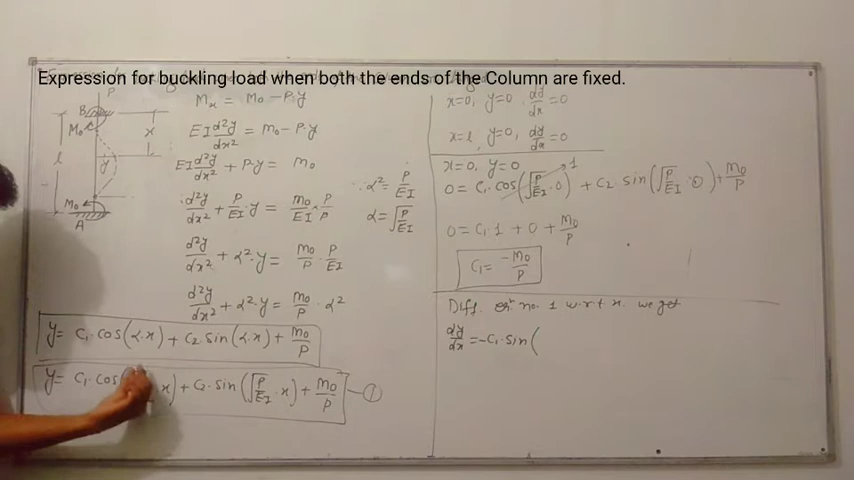 Expression for buckling load when both the ends of the Column are fixed.
P
B
M₀
x
l
y
M₀
A
Mx = M₀ - P.y
EI d²y/dx² = M₀ - P.y
EI d²y/dx² + P.y = M₀
d²y/dx² + P/EI . y = M₀/EI * P/P
∵ α² = P/EI
α = √(P/EI)
d²y/dx² + α².y = M₀/P . P/EI
d²y/dx² + α².y = M₀/P . α²
y = C₁.cos(α.x) + C₂.sin(α.x) + M₀/P
y = C₁.cos( .x) + C₂.sin(√(P/EI) .x) + M₀/P — ①
x=0, y=0, dy/dx = 0
x=l, y=0, dy/dx = 0
x=0, y=0
0 = C₁.cos(√(P/EI) .0) + C₂.sin(√(P/EI) .0) + M₀/P
1
0 = C₁.1 + 0 + M₀/P
C₁ = -M₀/P
Diff. no. 1 w.r.t x. we get
dy/dx = -C₁.sin(